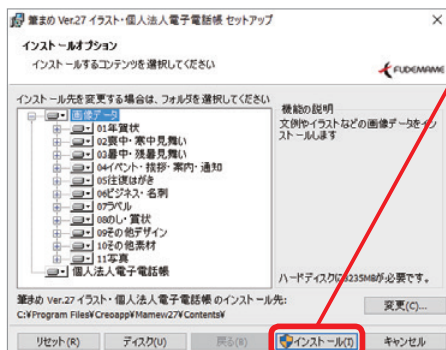 筆まめ Ver.27 イラスト・個人法人電子電話帳 セットアップ
インストールオプション
インストールするコンテンツを選択してください
FUDEMAME
インストール先を変更する場合は、フォルダを選択してください
画像データ
01年賀状
02喪中・寒中見舞い
03暑中・残暑見舞い
04イベント・挨拶・案内・通知
05往復はがき
06ビジネス・名刺
07ラベル
08のし・賞状
09その他デザイン
10その他素材
11写真
個人法人電子電話帳
機能の説明
文例やイラストなどの画像データをイン
ストールします
ハードディスクに5235MBが必要です。
筆まめ Ver.27 イラスト・個人法人電子電話帳 のインストール先:
C:¥Program Files¥Creoapp¥Mamew27¥Contents¥
変更(C)...
リセット(R)
ディスク(U)
戻る(B)
インストール(I)
キャンセル